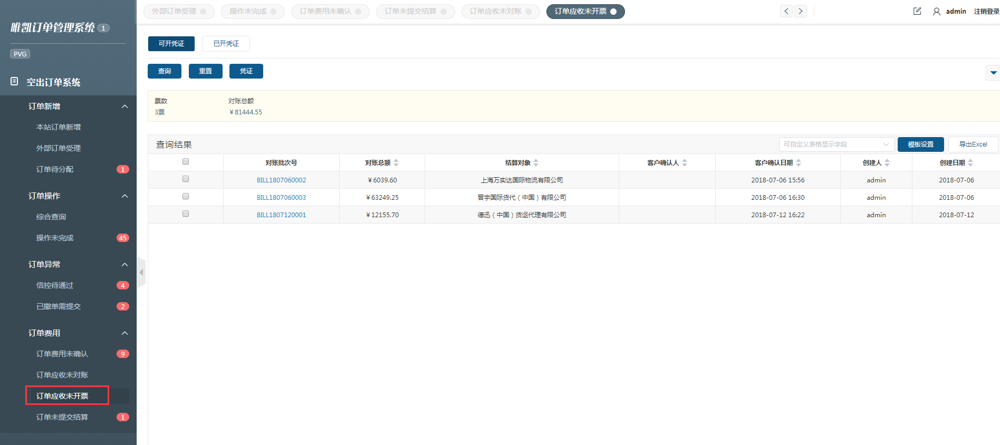 唯凯订单管理系统 1
PVG
空出订单系统
订单新增
本站订单新增
外部订单受理
订单待分配 1
订单操作
综合查询
操作未完成 45
订单异常
信控待通过 4
已撤单需提交 2
订单费用
订单费用未确认 9
订单应收未对账
订单应收未开票
订单未提交结算 1
外部订单受理 操作未完成 订单费用未确认 订单未提交结算 订单应收未对账 订单应收未开票 admin 注销登录
可开凭证 已开凭证
查询 重置 凭证
票数 对账总额
3票 ￥81444.55
查询结果 可自定义表格显示字段 模板设置 导出Excel
对账批次号 对账总额 结算对象 客户确认人 客户确认日期 创建人 创建日期
BILL1807060002 ￥6039.60 上海万实达国际物流有限公司 2018-07-06 15:56 admin 2018-07-06
BILL1807060003 ￥63249.25 晋宇国际货代（中国）有限公司 2018-07-06 16:30 admin 2018-07-06
BILL1807120001 ￥12155.70 德迅（中国）货运代理有限公司 2018-07-12 16:22 admin 2018-07-12